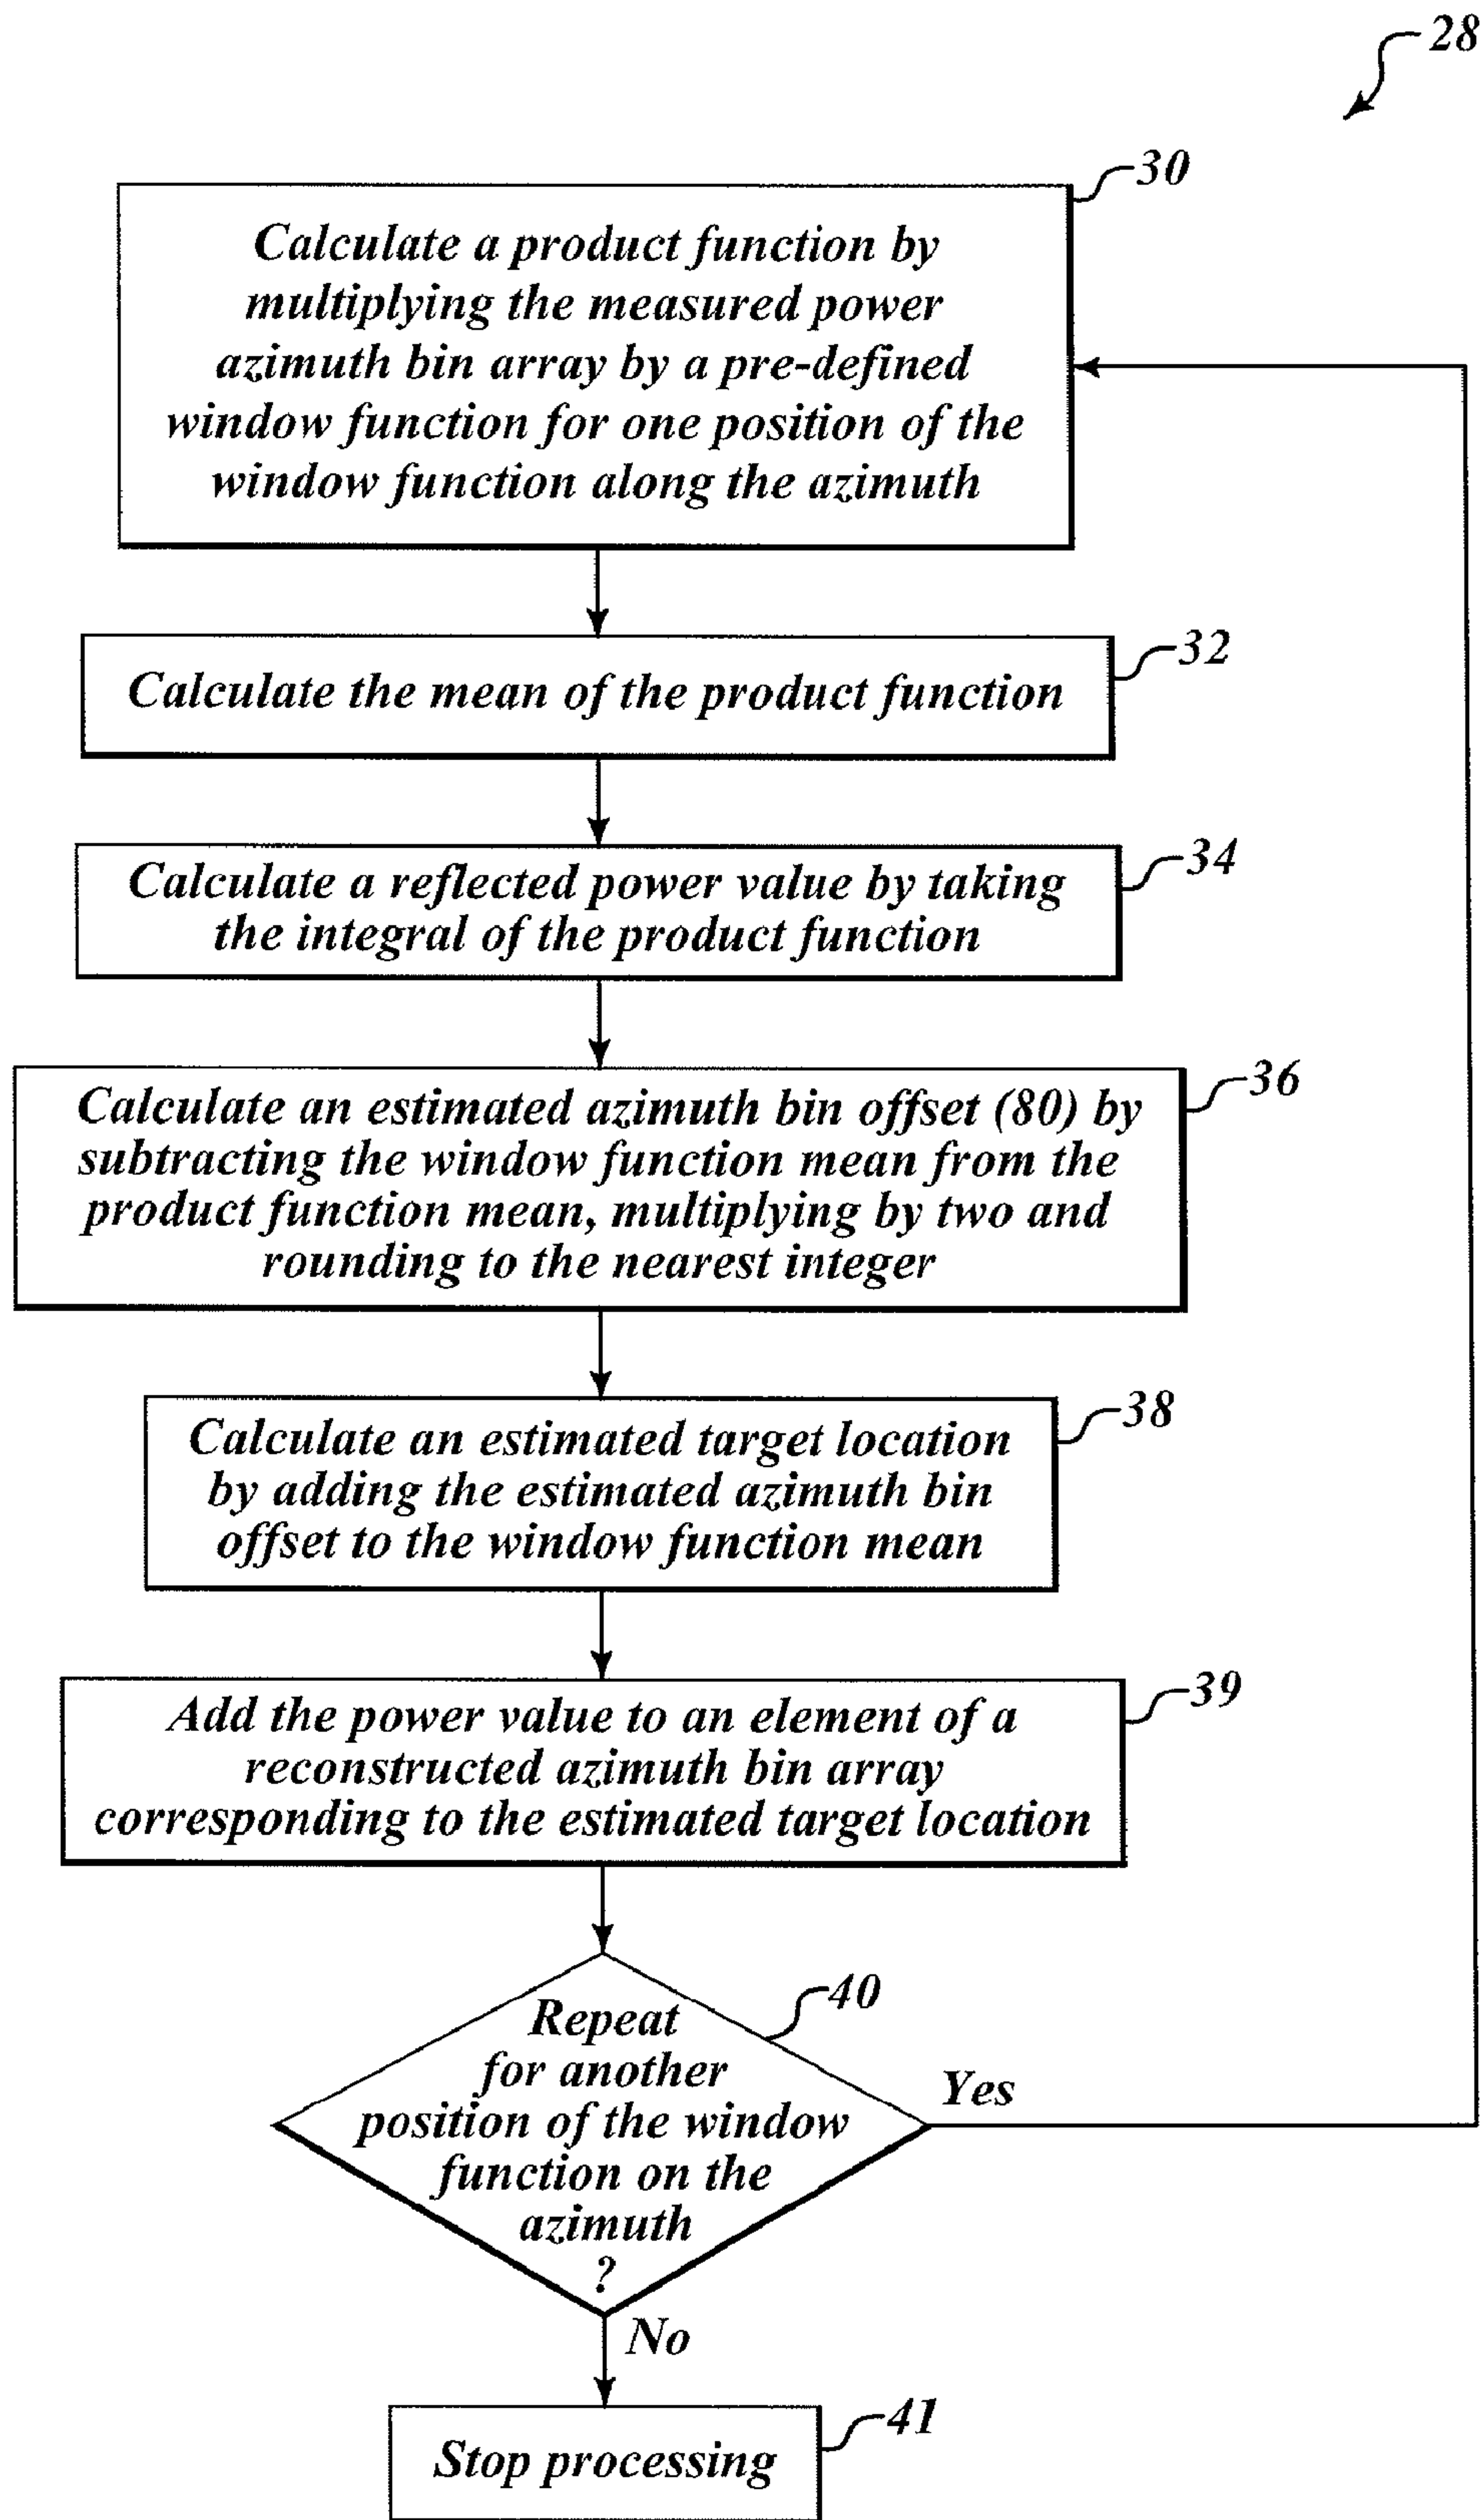 28
30
Calculate a product function by
multiplying the measured power
azimuth bin array by a pre-defined
window function for one position of the
window function along the azimuth
32
Calculate the mean of the product function
34
Calculate a reflected power value by taking
the integral of the product function
36
Calculate an estimated azimuth bin offset (80) by
subtracting the window function mean from the
product function mean, multiplying by two and
rounding to the nearest integer
38
Calculate an estimated target location
by adding the estimated azimuth bin
offset to the window function mean
39
Add the power value to an element of a
reconstructed azimuth bin array
corresponding to the estimated target location
40
Repeat
for another
position of the window
function on the
azimuth
?
Yes
No
41
Stop processing